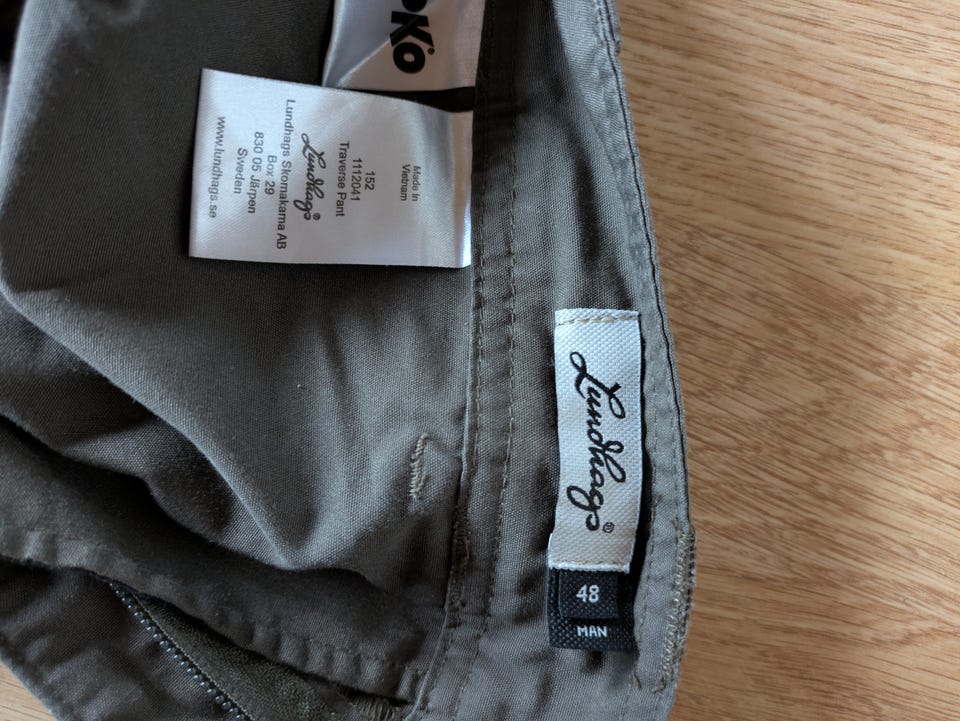 Made in
Vietnam
152
1112041
Traverse Pant
Lundhags®
Lundhags Skomakarna AB
Box 29
830 05 Järpen
Sweden
www.lundhags.se
Lundhags®
48
MAN